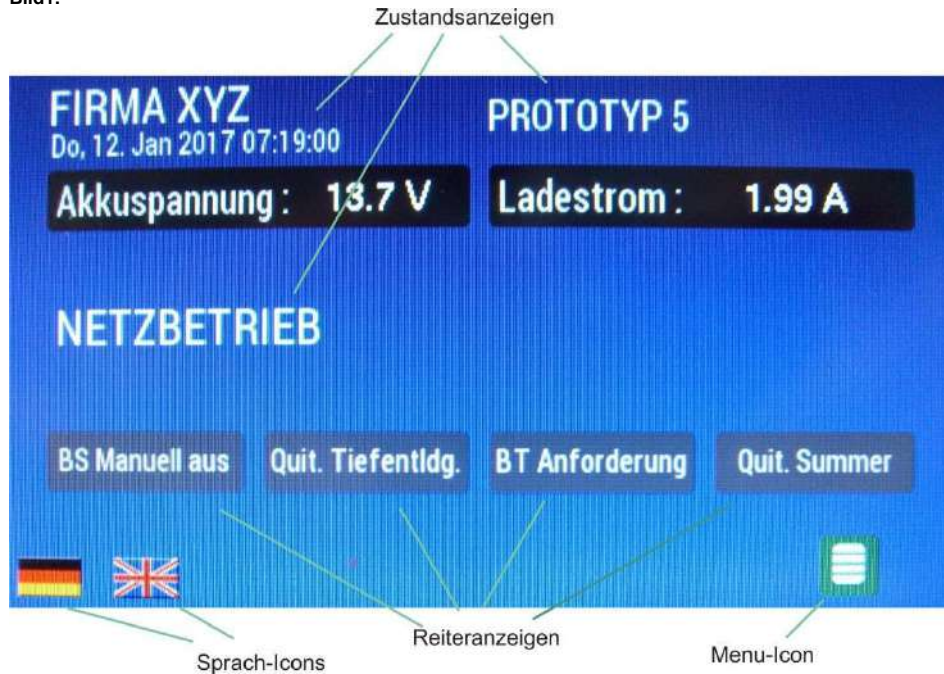 Bild1:
Zustandsanzeigen
FIRMA XYZ
PROTOTYP 5
Do, 12. Jan 2017 07:19:00
Akkuspannung : 13.7 V
Ladestrom : 1.99 A
NETZBETRIEB
BS Manuell aus
Quit. Tiefentldg.
BT Anforderung
Quit. Summer
Reiteranzeigen
Sprach-Icons
Menu-Icon